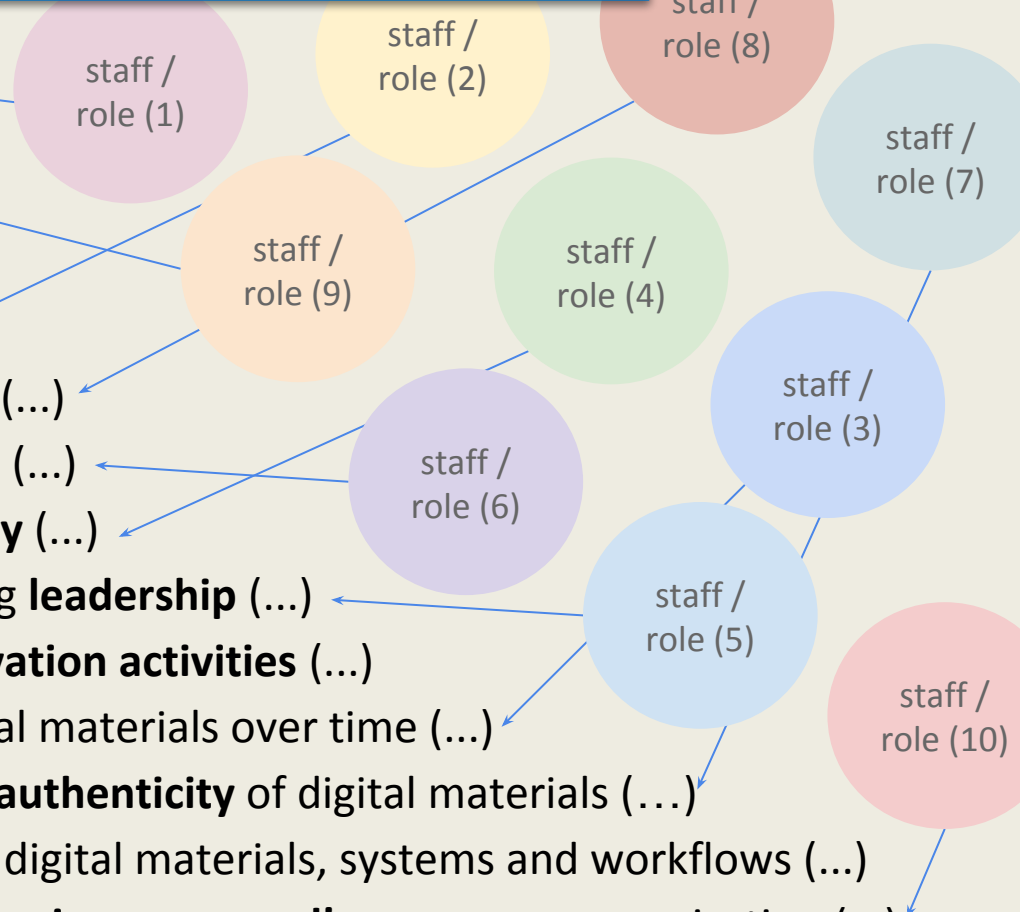 staff /
role (8)
staff /
role (2)
staff /
role (1)
staff /
role (7)
staff /
role (9)
staff /
role (4)
staff /
role (3)
(...)
(...)
staff /
role (6)
y (...)
leadership (...)
staff /
role (5)
vation activities (...)
staff /
role (10)
al materials over time (...)
authenticity of digital materials (...)
digital materials, systems and workflows (...)